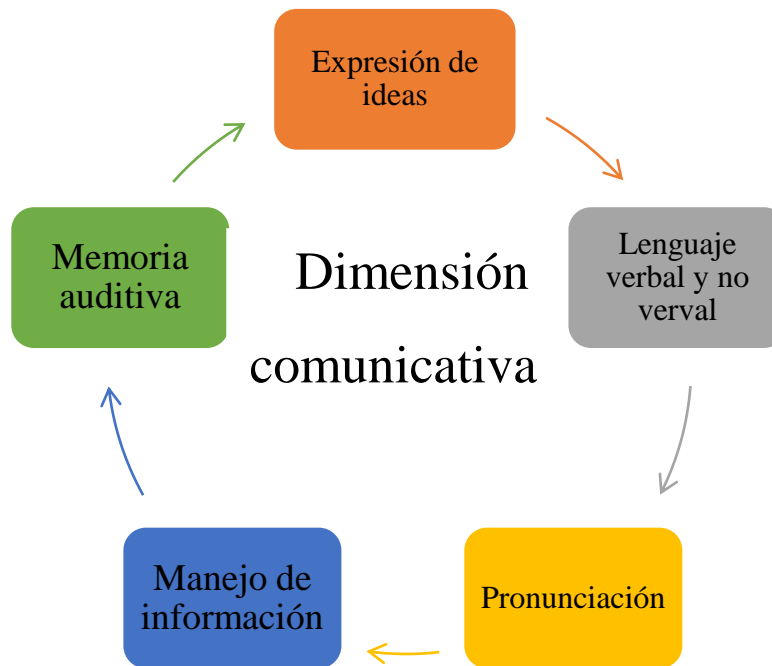 Expresión de
ideas
Lenguaje
verbal y no
verval
Memoria
auditiva
Dimensión
comunicativa
Manejo de
información
Pronunciación